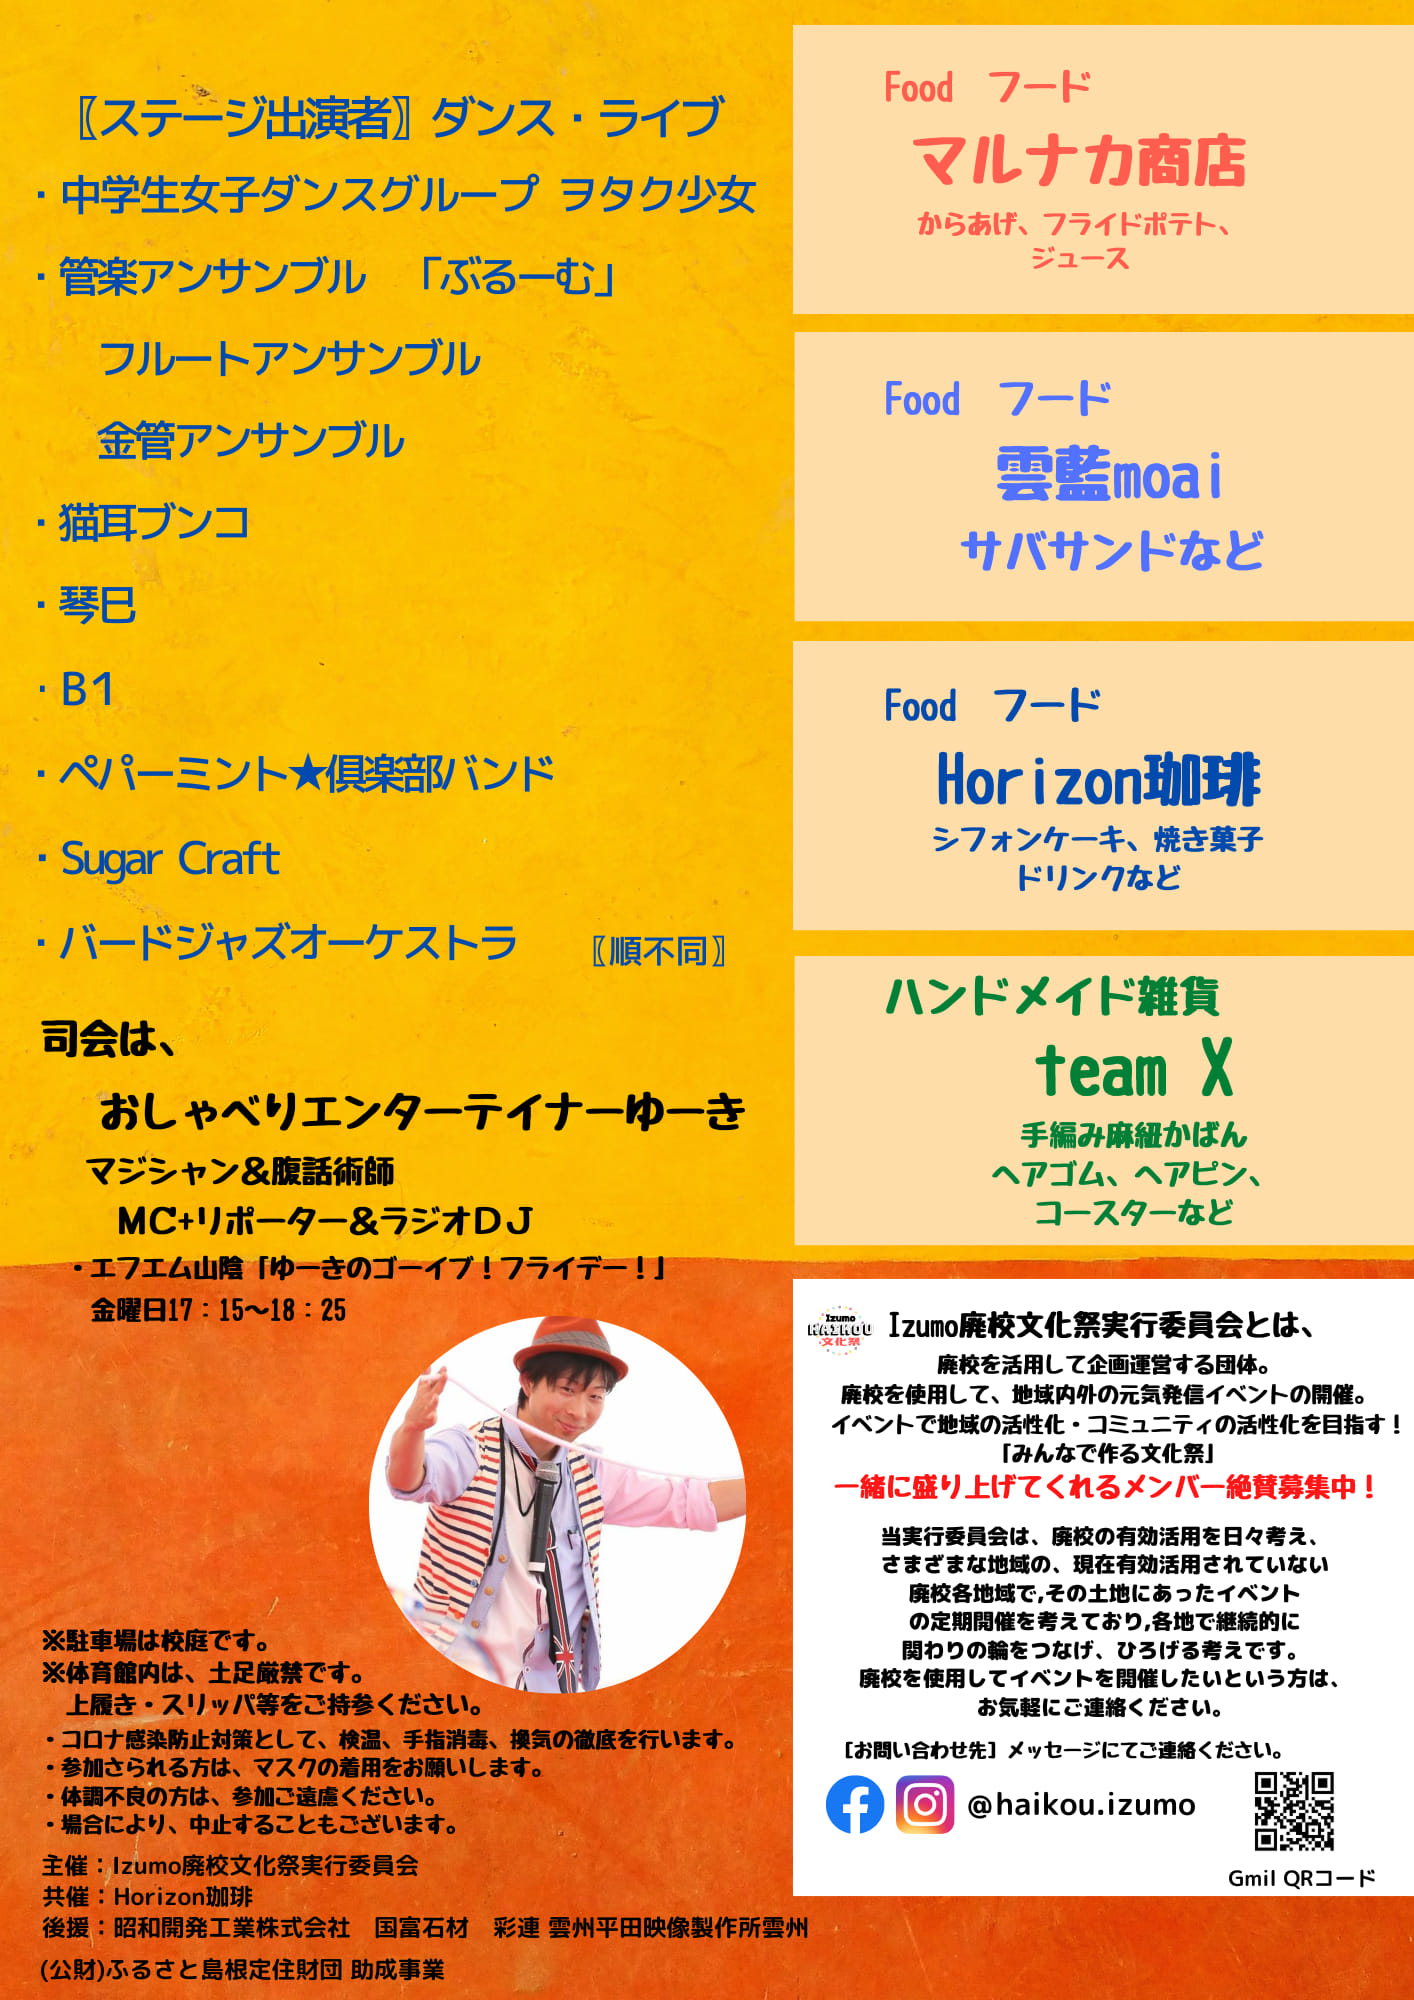 〖ステージ出演者〗ダンス・ライブ
・中学生女子ダンスグループ ヲタク少女
・管楽アンサンブル 「ぶるーむ」
フルートアンサンブル
金管アンサンブル
・猫耳ブンコ
・琴巳
・B1
・ペパーミント★倶楽部バンド
・Sugar Craft
・バードジャズオーケストラ 〖順不同〗
司会は、
おしゃべりエンターテイナーゆーき
マジシャン&腹話術師
MC+リポーター&ラジオDJ
・エフエム山陰「ゆーきのゴーイブ！フライデー！」
金曜日17：15〜18：25
※駐車場は校庭です。
※体育館内は、土足厳禁です。
上履き・スリッパ等をご持参ください。
・コロナ感染防止対策として、検温、手指消毒、換気の徹底を行います。
・参加される方は、マスクの着用をお願いします。
・体調不良の方は、参加ご遠慮ください。
・場合により、中止することもございます。
主催：Izumo廃校文化祭実行委員会
共催：Horizon珈琲
後援：昭和開発工業株式会社 国富石材 彩連 雲州平田映像製作所雲州
(公財)ふるさと島根定住財団 助成事業
Food フード
マルナカ商店
からあげ、フライドポテト、
ジュース
Food フード
雲藍moai
サバサンドなど
Food フード
Horizon珈琲
シフォンケーキ、焼き菓子
ドリンクなど
ハンドメイド雑貨
team X
手編み麻紐かばん
ヘアゴム、ヘアピン、
コースターなど
Izumo
HAIKOU
文化祭
Izumo廃校文化祭実行委員会とは、
廃校を活用して企画運営する団体。
廃校を使用して、地域内外の元気発信イベントの開催。
イベントで地域の活性化・コミュニティの活性化を目指す！
「みんなで作る文化祭」
一緒に盛り上げてくれるメンバー絶賛募集中！
当実行委員会は、廃校の有効活用を日々考え、
さまざまな地域の、現在有効活用されていない
廃校各地域で,その土地にあったイベント
の定期開催を考えており,各地で継続的に
関わりの輪をつなげ、ひろげる考えです。
廃校を使用してイベントを開催したいという方は、
お気軽にご連絡ください。
［お問い合わせ先］メッセージにてご連絡ください。
@haikou.izumo
Gmil QRコード